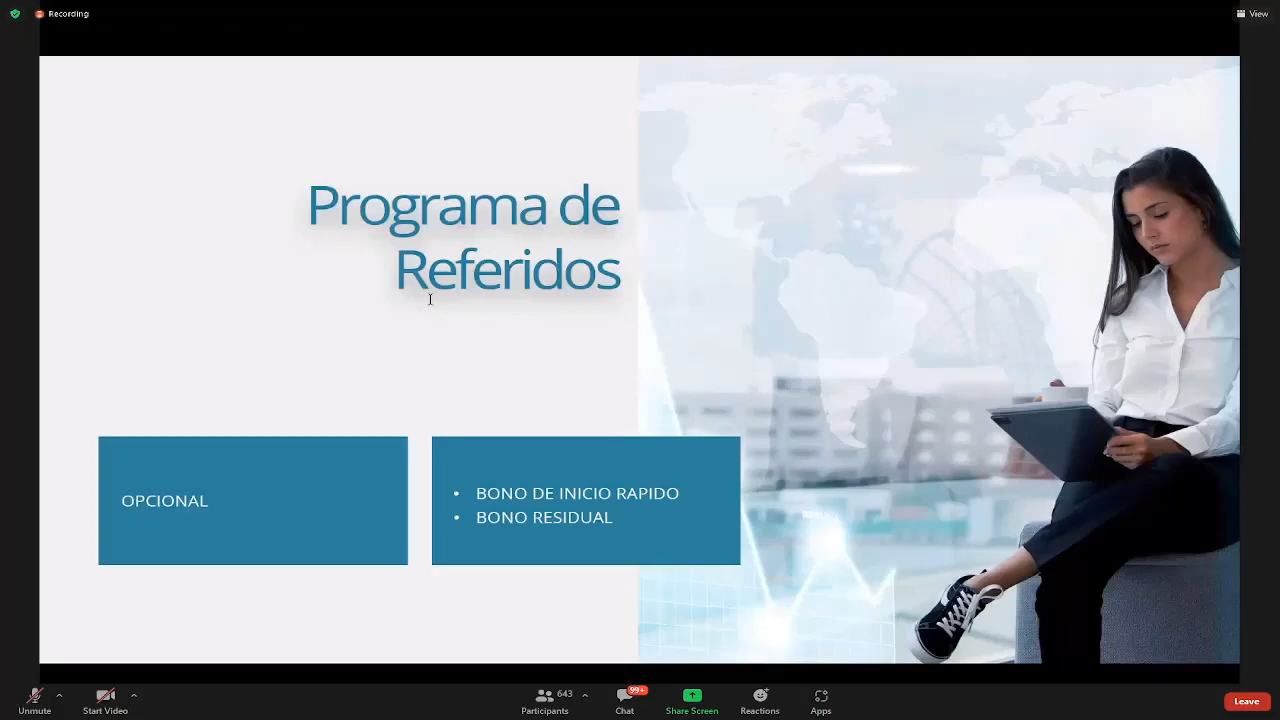 Recording
View
Programa de
Referidos
OPCIONAL
• BONO DE INICIO RAPIDO
• BONO RESIDUAL
Unmute
Start Video
643
Participants
99+
Chat
Share Screen
Reactions
Apps
Leave